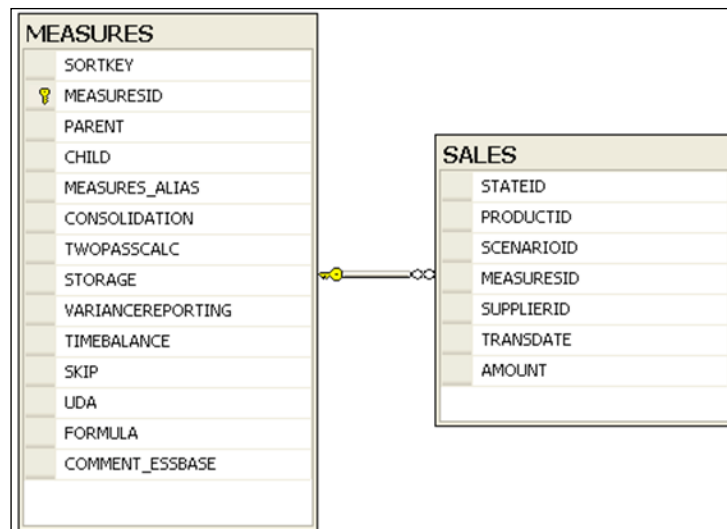 MEASURES
SORTKEY
MEASURESID
PARENT
CHILD
MEASURES_ALIAS
CONSOLIDATION
TWOPASSCALC
STORAGE
VARIANCEREPORTING
TIMEBALANCE
SKIP
UDA
FORMULA
COMMENT_ESSBASE
SALES
STATEID
PRODUCTID
SCENARIOID
MEASURESID
SUPPLIERID
TRANSDATE
AMOUNT